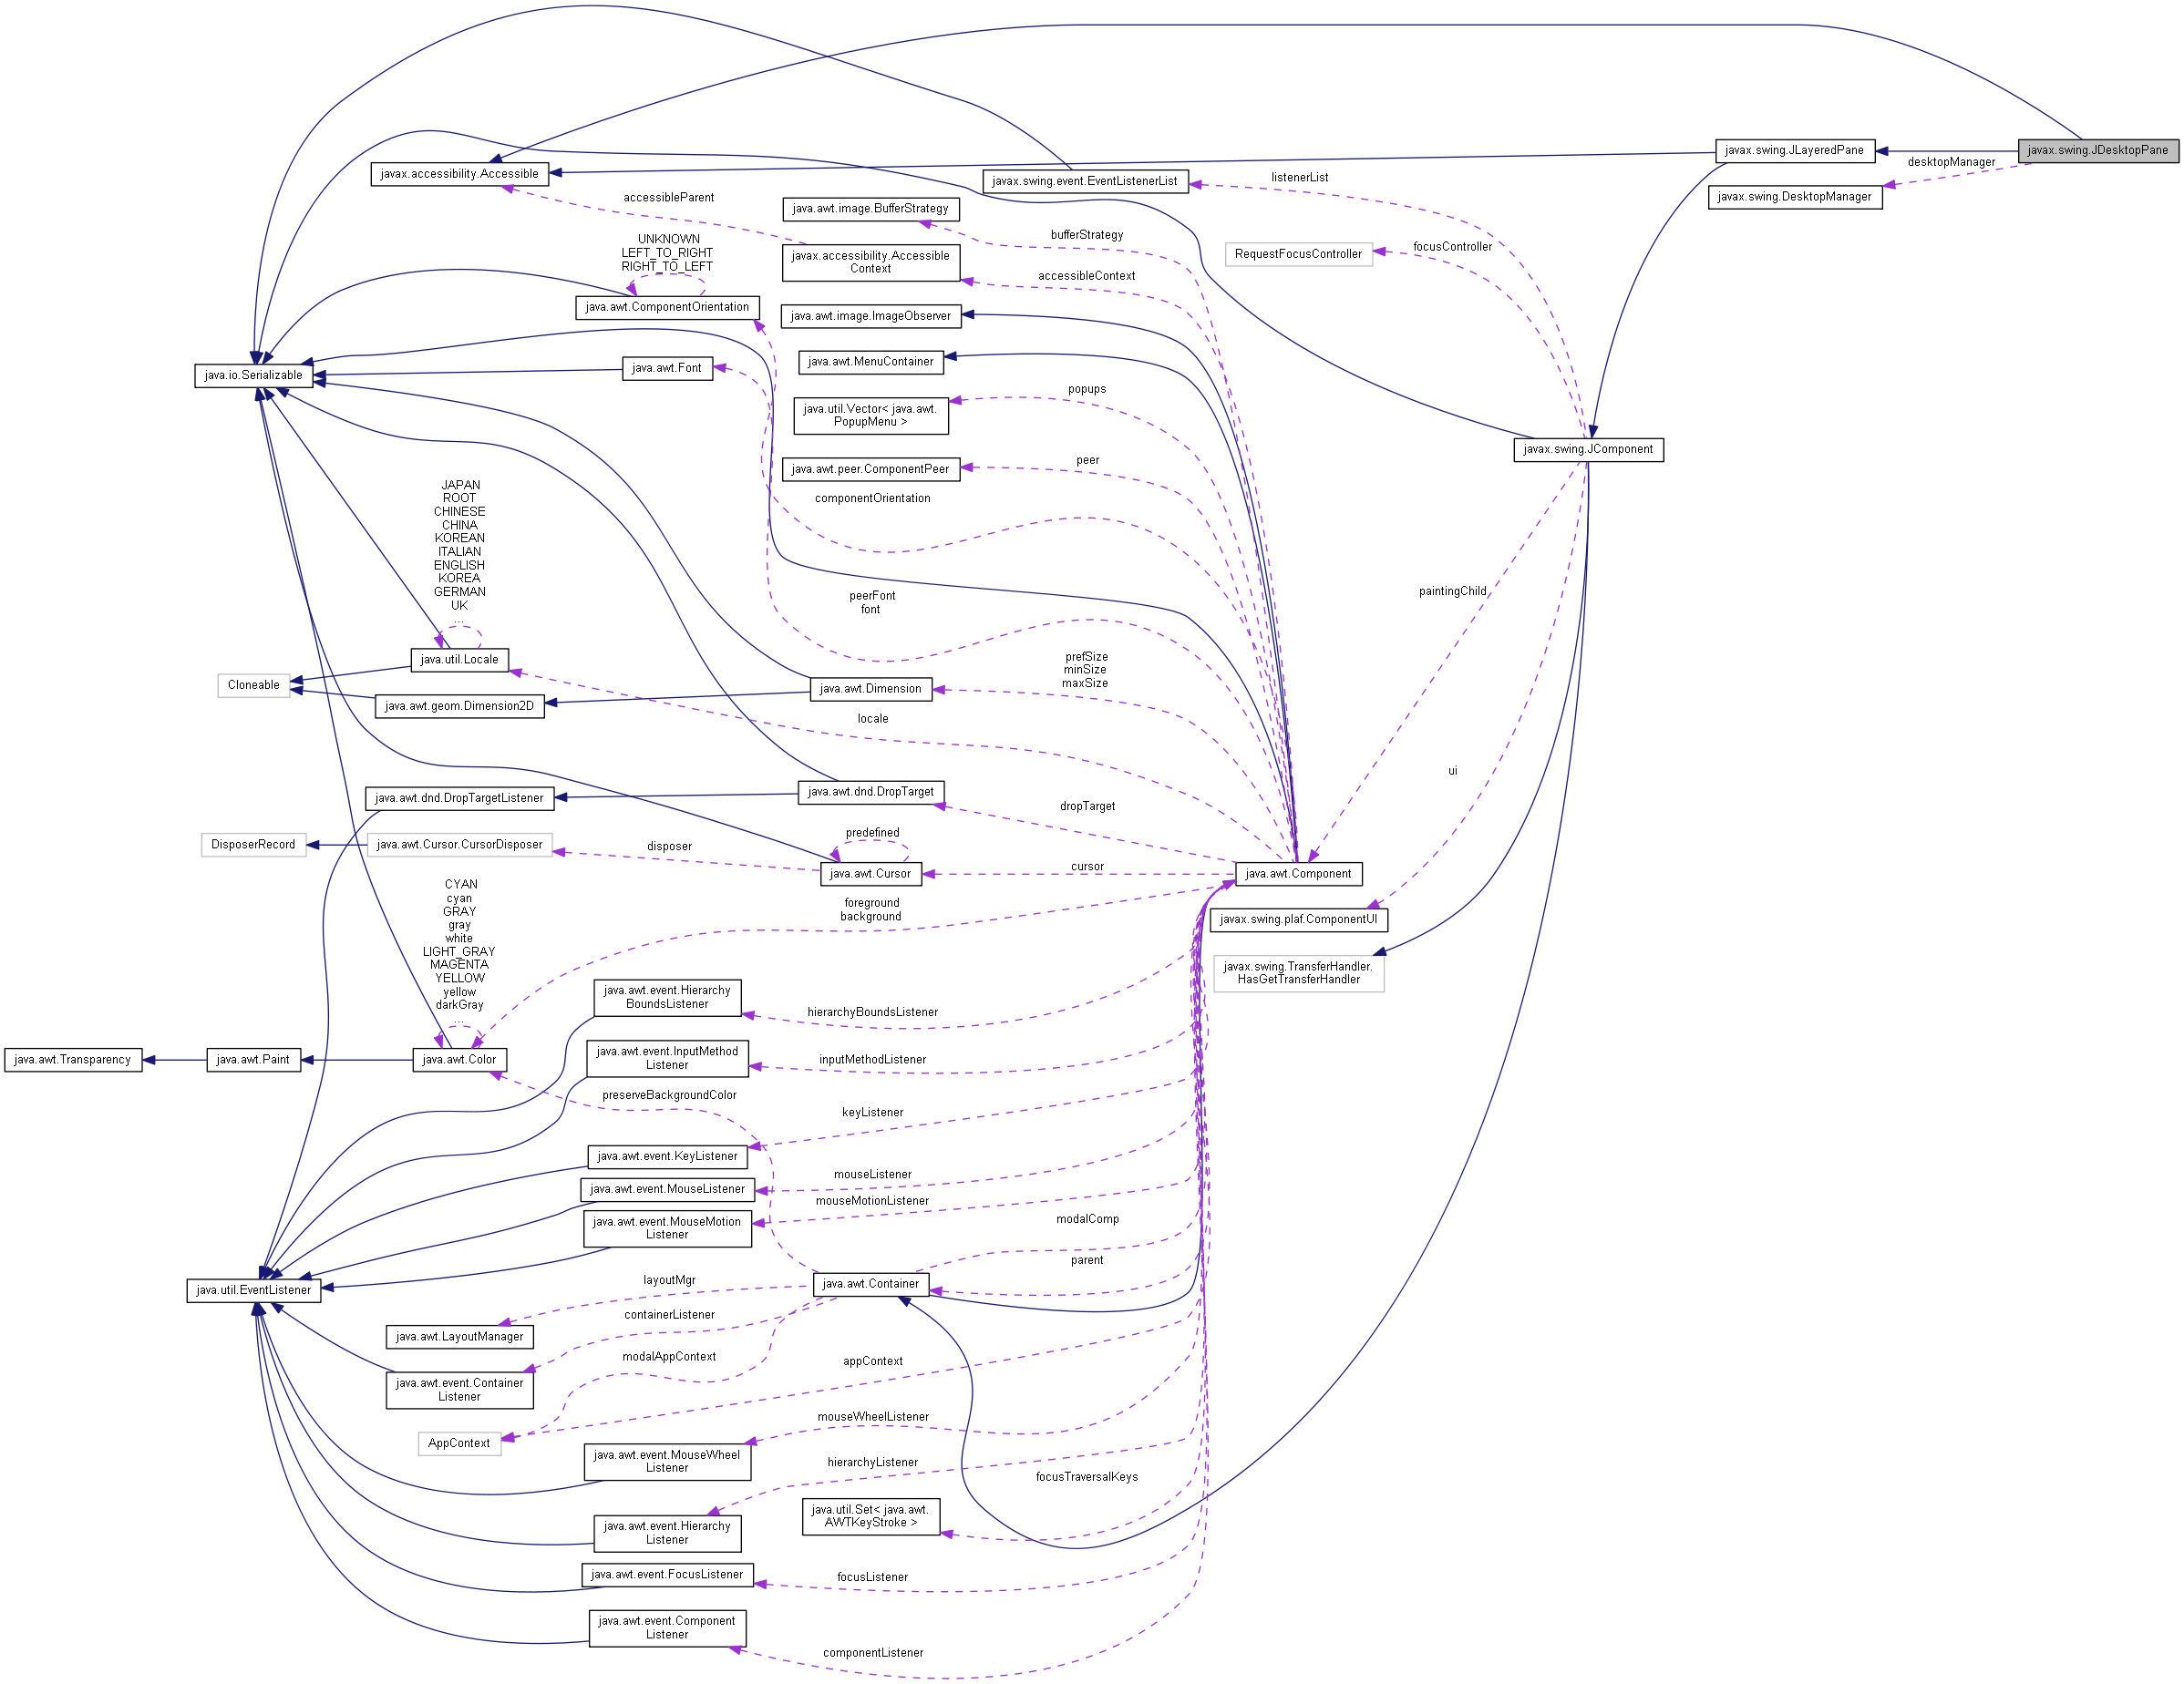 javax.swing.JLayeredPane
javax.swing.JDesktopPane
desktopManager
javax.accessibility.Accessible
javax.swing.event.EventListenerList
listenerList
javax.swing.DesktopManager
accessibleParent
java.awt.image.BufferStrategy
bufferStrategy
UNKNOWN
LEFT_TO_RIGHT
RIGHT_TO_LEFT
javax.accessibility.Accessible
Context
accessibleContext
RequestFocusController
focusController
java.awt.ComponentOrientation
java.awt.image.ImageObserver
java.io.Serializable
java.awt.Font
java.awt.MenuContainer
java.util.Vector< java.awt.
PopupMenu >
popups
javax.swing.JComponent
java.awt.peer.ComponentPeer
peer
componentOrientation
JAPAN
ROOT
CHINESE
CHINA
KOREAN
ITALIAN
ENGLISH
KOREA
GERMAN
UK
...
peerFont
font
paintingChild
java.util.Locale
prefSize
minSize
maxSize
Cloneable
java.awt.geom.Dimension2D
java.awt.Dimension
locale
ui
java.awt.dnd.DropTargetListener
java.awt.dnd.DropTarget
dropTarget
DisposerRecord
java.awt.Cursor.CursorDisposer
disposer
predefined
java.awt.Cursor
cursor
java.awt.Component
CYAN
cyan
GRAY
gray
white
LIGHT_GRAY
MAGENTA
YELLOW
yellow
darkGray
...
foreground
background
javax.swing.plaf.ComponentUI
javax.swing.TransferHandler.
HasGetTransferHandler
java.awt.event.Hierarchy
BoundsListener
hierarchyBoundsListener
java.awt.Transparency
java.awt.Paint
java.awt.Color
java.awt.event.InputMethod
Listener
inputMethodListener
preserveBackgroundColor
keyListener
java.awt.event.KeyListener
java.awt.event.MouseListener
mouseListener
java.awt.event.MouseMotion
Listener
mouseMotionListener
modalComp
parent
java.util.EventListener
layoutMgr
java.awt.Container
containerListener
java.awt.LayoutManager
modalAppContext
appContext
java.awt.event.Container
Listener
AppContext
java.awt.event.MouseWheel
Listener
mouseWheelListener
hierarchyListener
focusTraversalKeys
java.util.Set< java.awt.
AWTKeyStroke >
java.awt.event.Hierarchy
Listener
java.awt.event.FocusListener
focusListener
java.awt.event.Component
Listener
componentListener